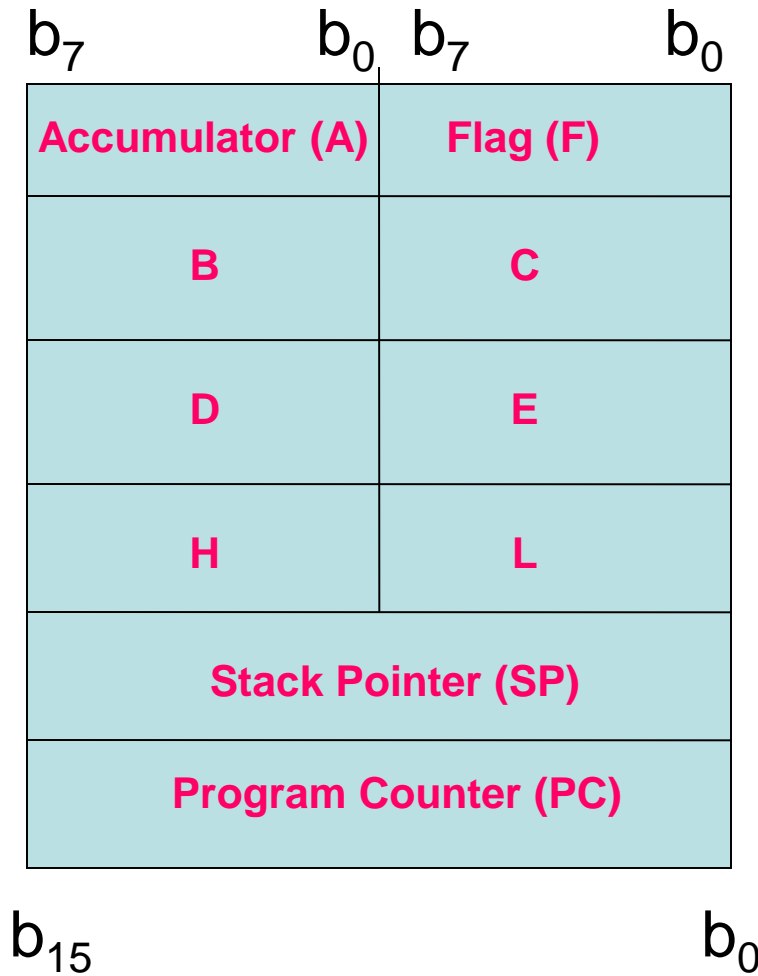 b7 b0 b7 b0
Accumulator (A) Flag (F)
B C
D E
H L
Stack Pointer (SP)
Program Counter (PC)
b15 b0